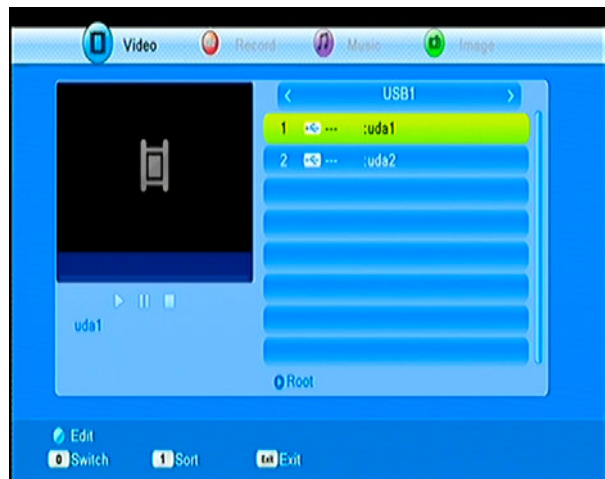 Video Record Music Image
< USB1 >
1 --- :uda1
2 --- :uda2
uda1
Root
Edit
0 Switch 1 Sort Exit Exit